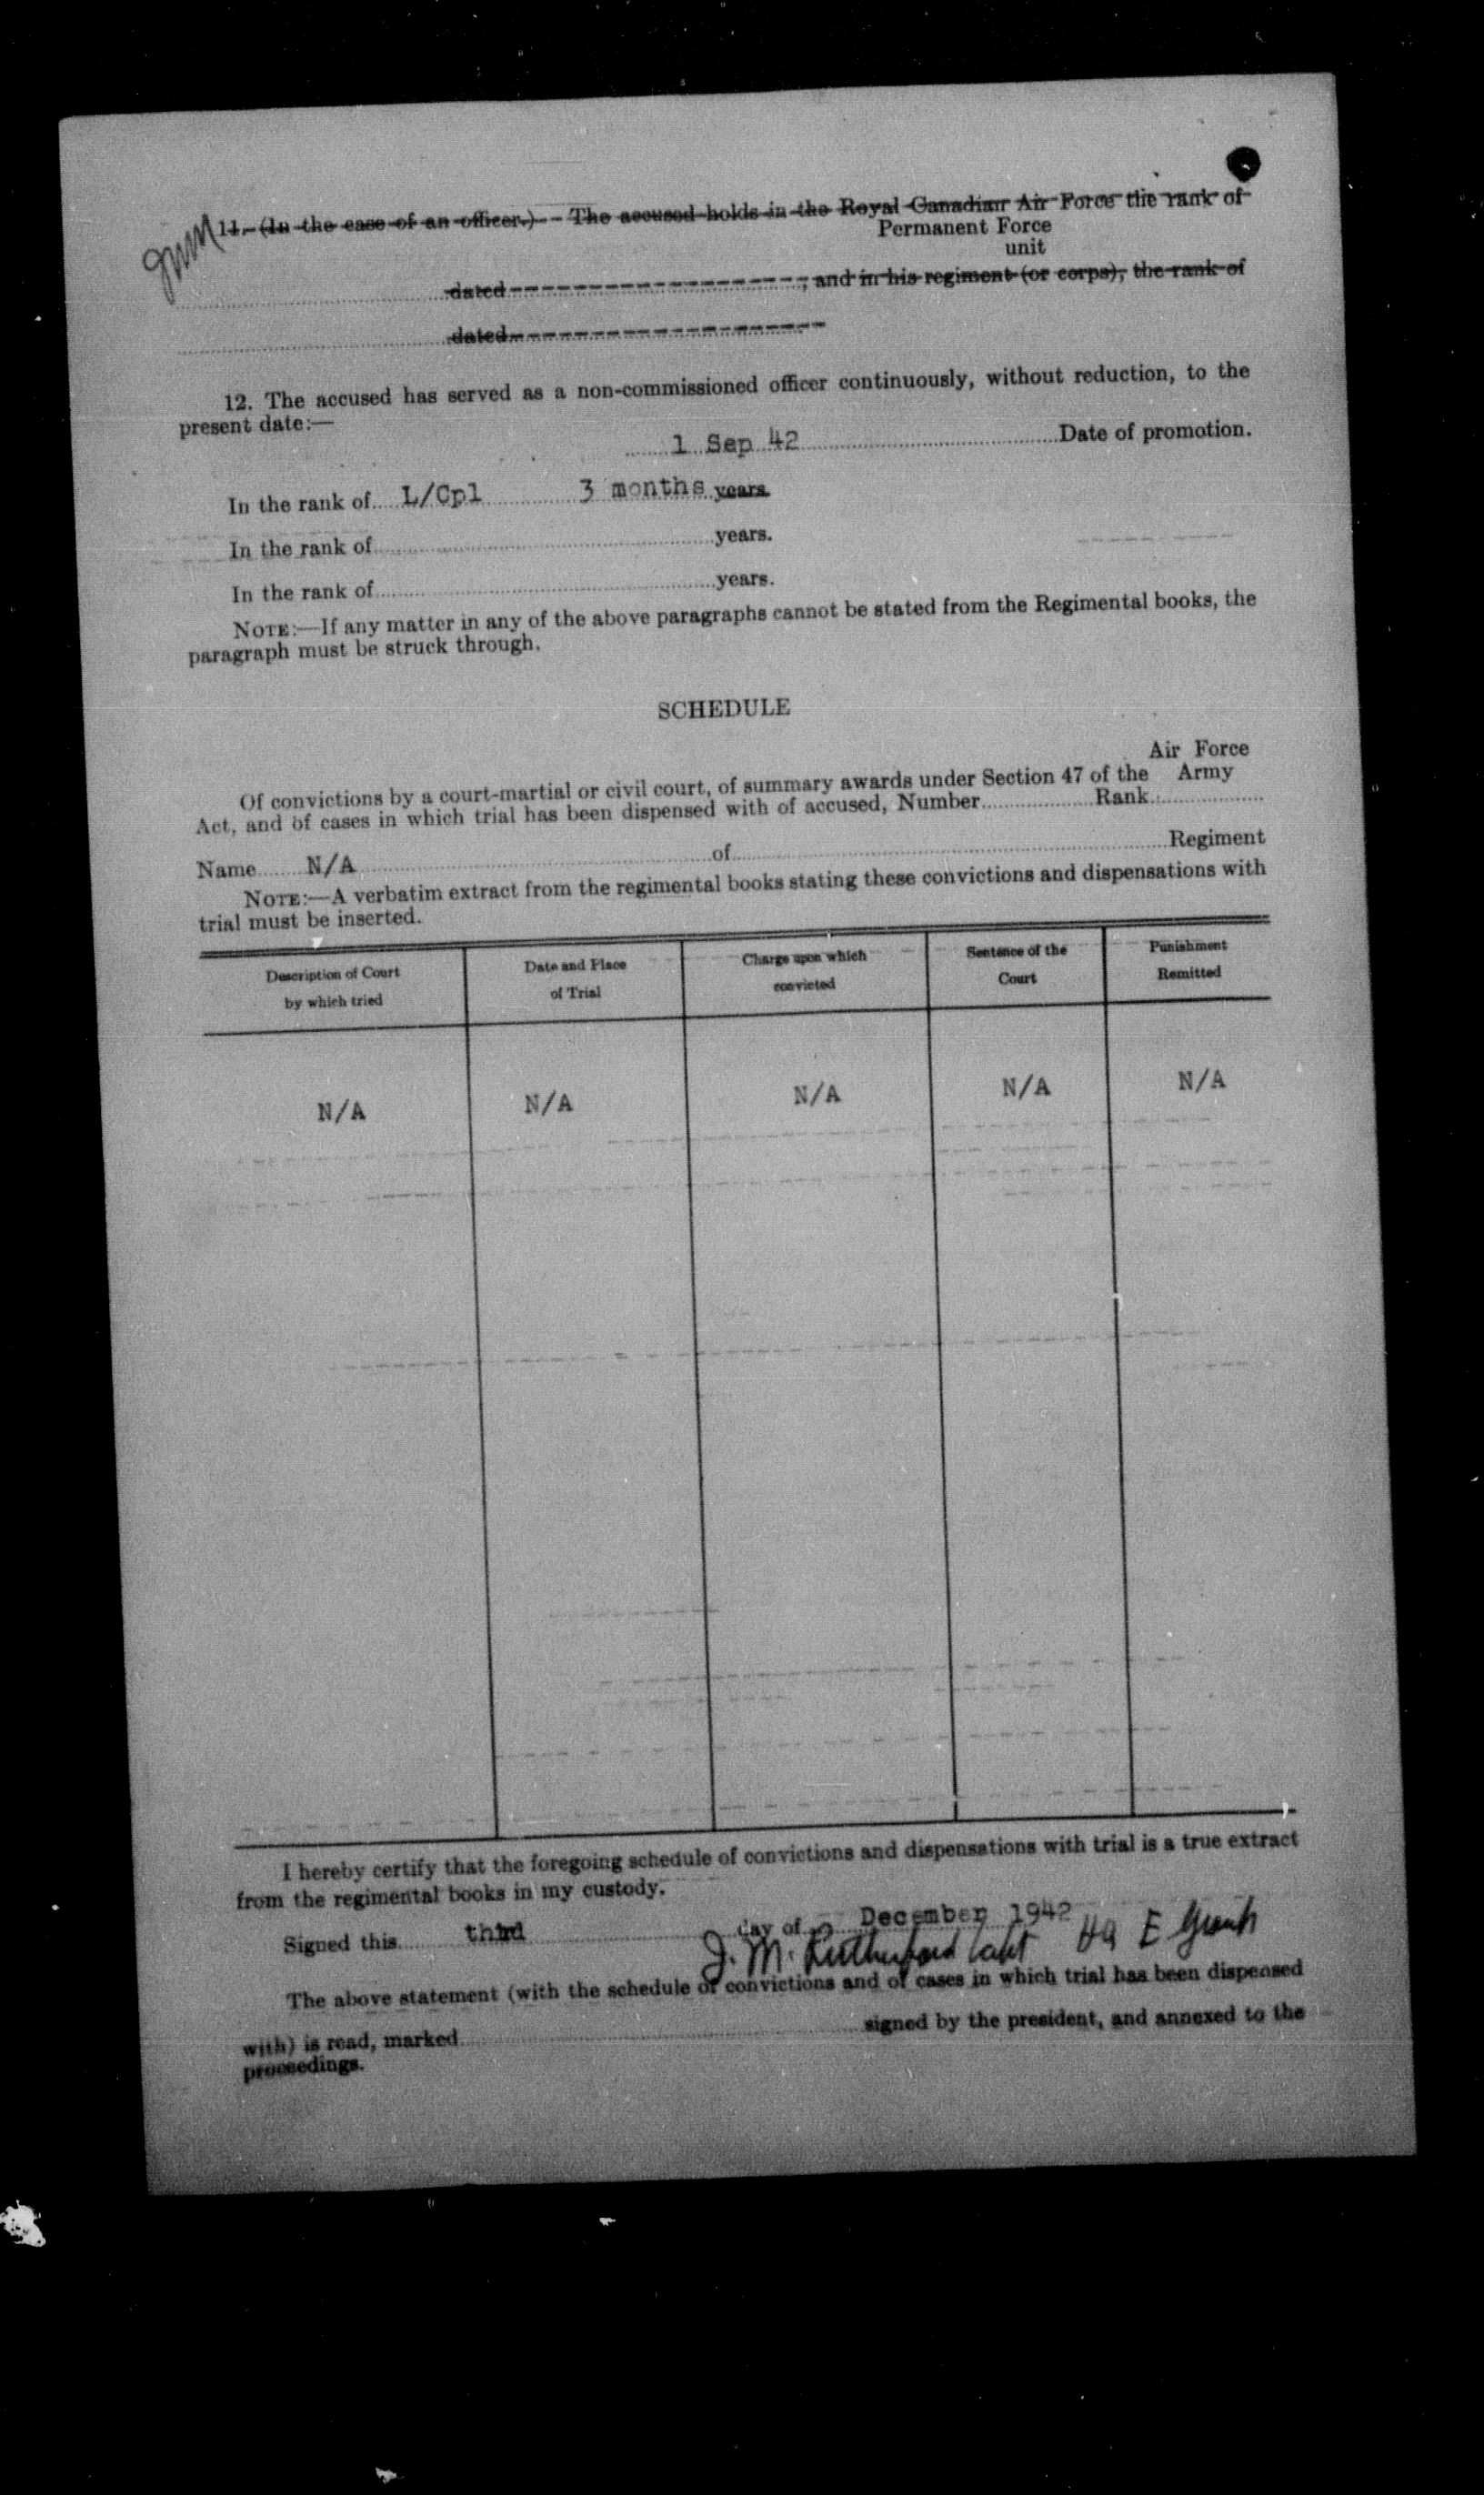 11. (In the case of an officer.) - The accused holds in the Royal Canadian Air Force the rank of
Permanent Force
unit
dated , and in his regiment (or corps), the rank of
dated
12. The accused has served as a non-commissioned officer continuously, without reduction, to the
present date:—
1 Sep 42 Date of promotion.
In the rank of L/Cpl 3 months years.
In the rank of years.
In the rank of years.
NOTE:—If any matter in any of the above paragraphs cannot be stated from the Regimental books, the
paragraph must be struck through.
SCHEDULE
Air Force
Of convictions by a court-martial or civil court, of summary awards under Section 47 of the Army
Act, and of cases in which trial has been dispensed with of accused, Number Rank
Name N/A of Regiment
NOTE:—A verbatim extract from the regimental books stating these convictions and dispensations with
trial must be inserted.
Description of Court
by which tried
Date and Place
of Trial
Charge upon which
convicted
Sentence of the
Court
Punishment
Remitted
N/A
N/A
N/A
N/A
N/A
I hereby certify that the foregoing schedule of convictions and dispensations with trial is a true extract
from the regimental books in my custody.
Signed this third day of December 1942
J. M. Rutherford Capt
The above statement (with the schedule of convictions and of cases in which trial has been dispensed
with) is read, marked signed by the president, and annexed to the
proceedings.